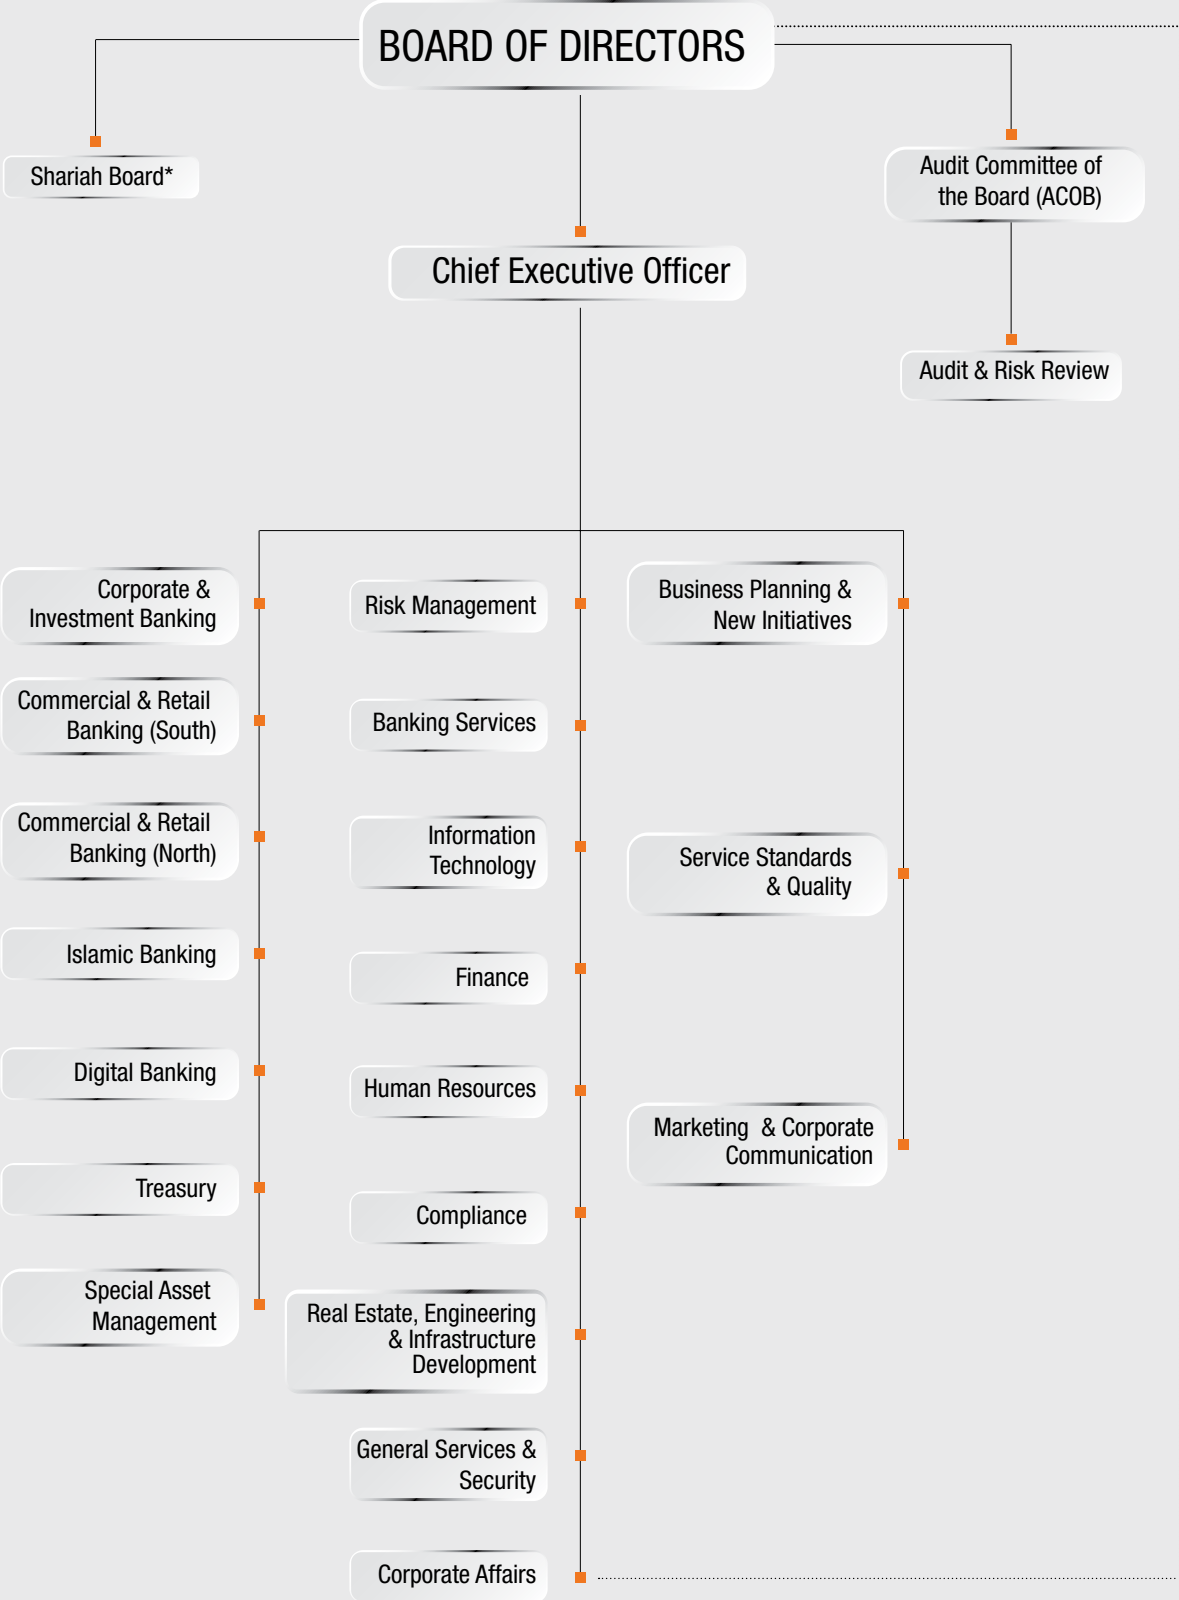 BOARD OF DIRECTORS
Shariah Board*
Audit Committee of
the Board (ACOB)
Chief Executive Officer
Audit & Risk Review
Corporate &
Investment Banking
Commercial & Retail
Banking (South)
Commercial & Retail
Banking (North)
Islamic Banking
Digital Banking
Treasury
Special Asset
Management
Risk Management
Banking Services
Information
Technology
Finance
Human Resources
Compliance
Real Estate, Engineering
& Infrastructure
Development
General Services &
Security
Corporate Affairs
Business Planning &
New Initiatives
Service Standards
& Quality
Marketing & Corporate
Communication